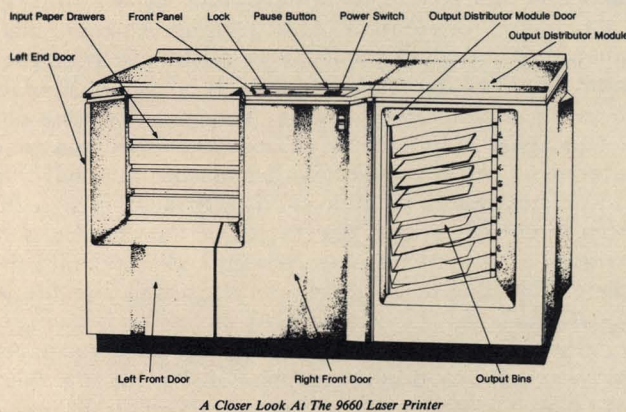 Input Paper Drawers
Front Panel
Lock
Pause Button
Power Switch
Output Distributor Module Door
Output Distributor Module
Left End Door
Left Front Door
Right Front Door
Output Bins
A Closer Look At The 9660 Laser Printer